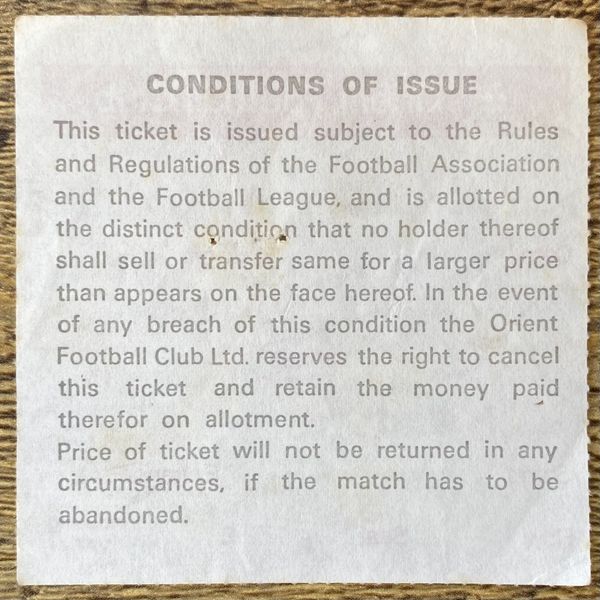 CONDITIONS OF ISSUE
This ticket is issued subject to the Rules
and Regulations of the Football Association
and the Football League, and is allotted on
the distinct condition that no holder thereof
shall sell or transfer same for a larger price
than appears on the face hereof. In the event
of any breach of this condition the Orient
Football Club Ltd. reserves the right to cancel
this ticket and retain the money paid
therefor on allotment.
Price of ticket will not be returned in any
circumstances, if the match has to be
abandoned.